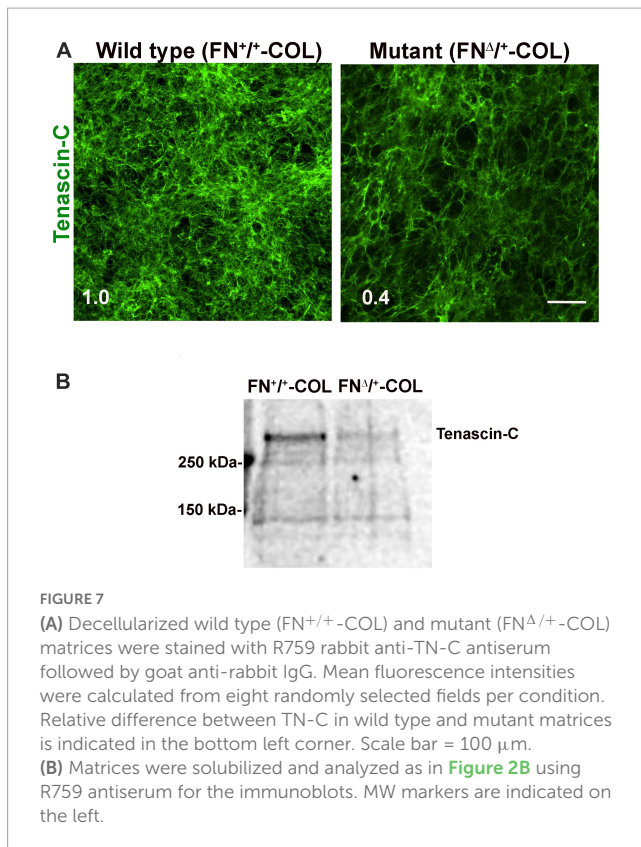 A Wild type (FN⁺/⁺-COL) Mutant (FNᐞ/⁺-COL)
Tenascin-C
1.0 0.4
B
FN⁺/⁺-COL FNᐞ/⁺-COL
Tenascin-C
250 kDa-
150 kDa-
FIGURE 7
(A) Decellularized wild type (FN⁺/⁺-COL) and mutant (FNᐞ/⁺-COL)
matrices were stained with R759 rabbit anti-TN-C antiserum
followed by goat anti-rabbit IgG. Mean fluorescence intensities
were calculated from eight randomly selected fields per condition.
Relative difference between TN-C in wild type and mutant matrices
is indicated in the bottom left corner. Scale bar = 100 μm.
(B) Matrices were solubilized and analyzed as in Figure 2B using
R759 antiserum for the immunoblots. MW markers are indicated on
the left.